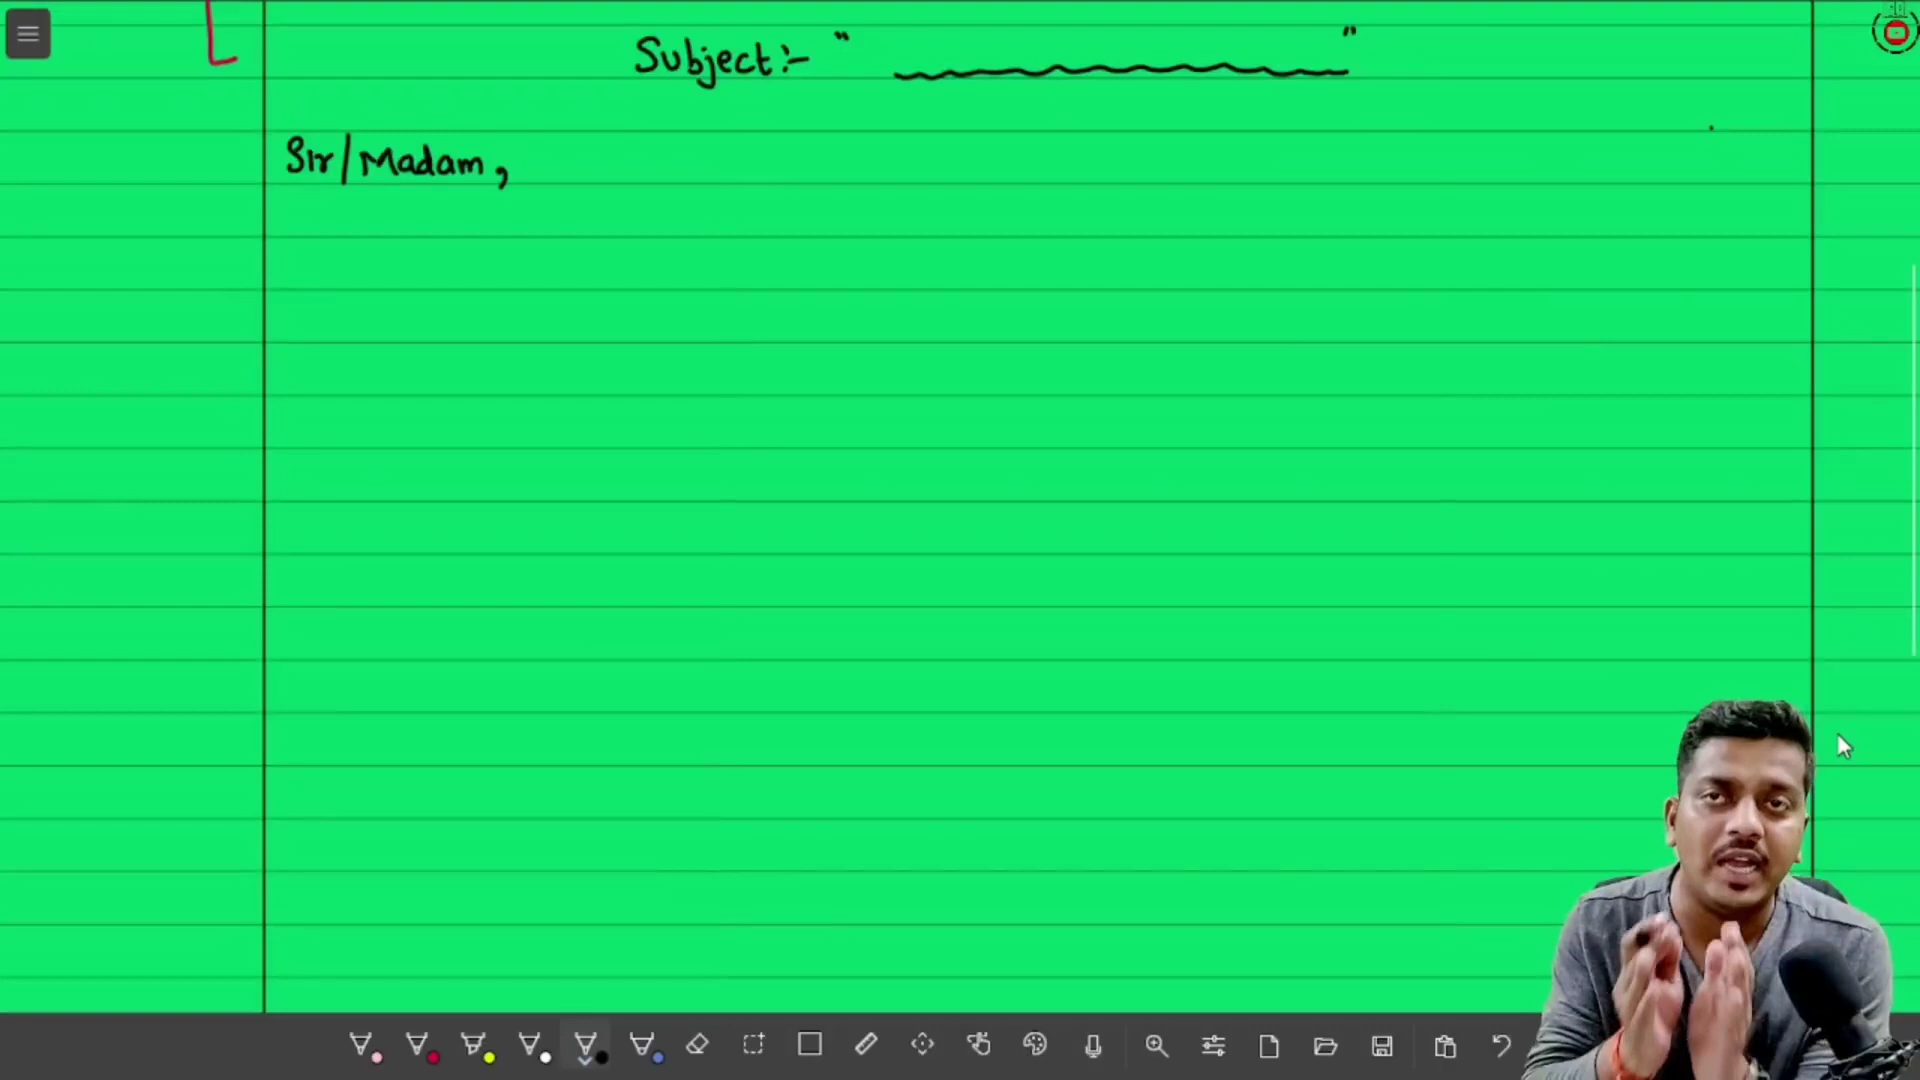 Subject:- " "
Sir/Madam,